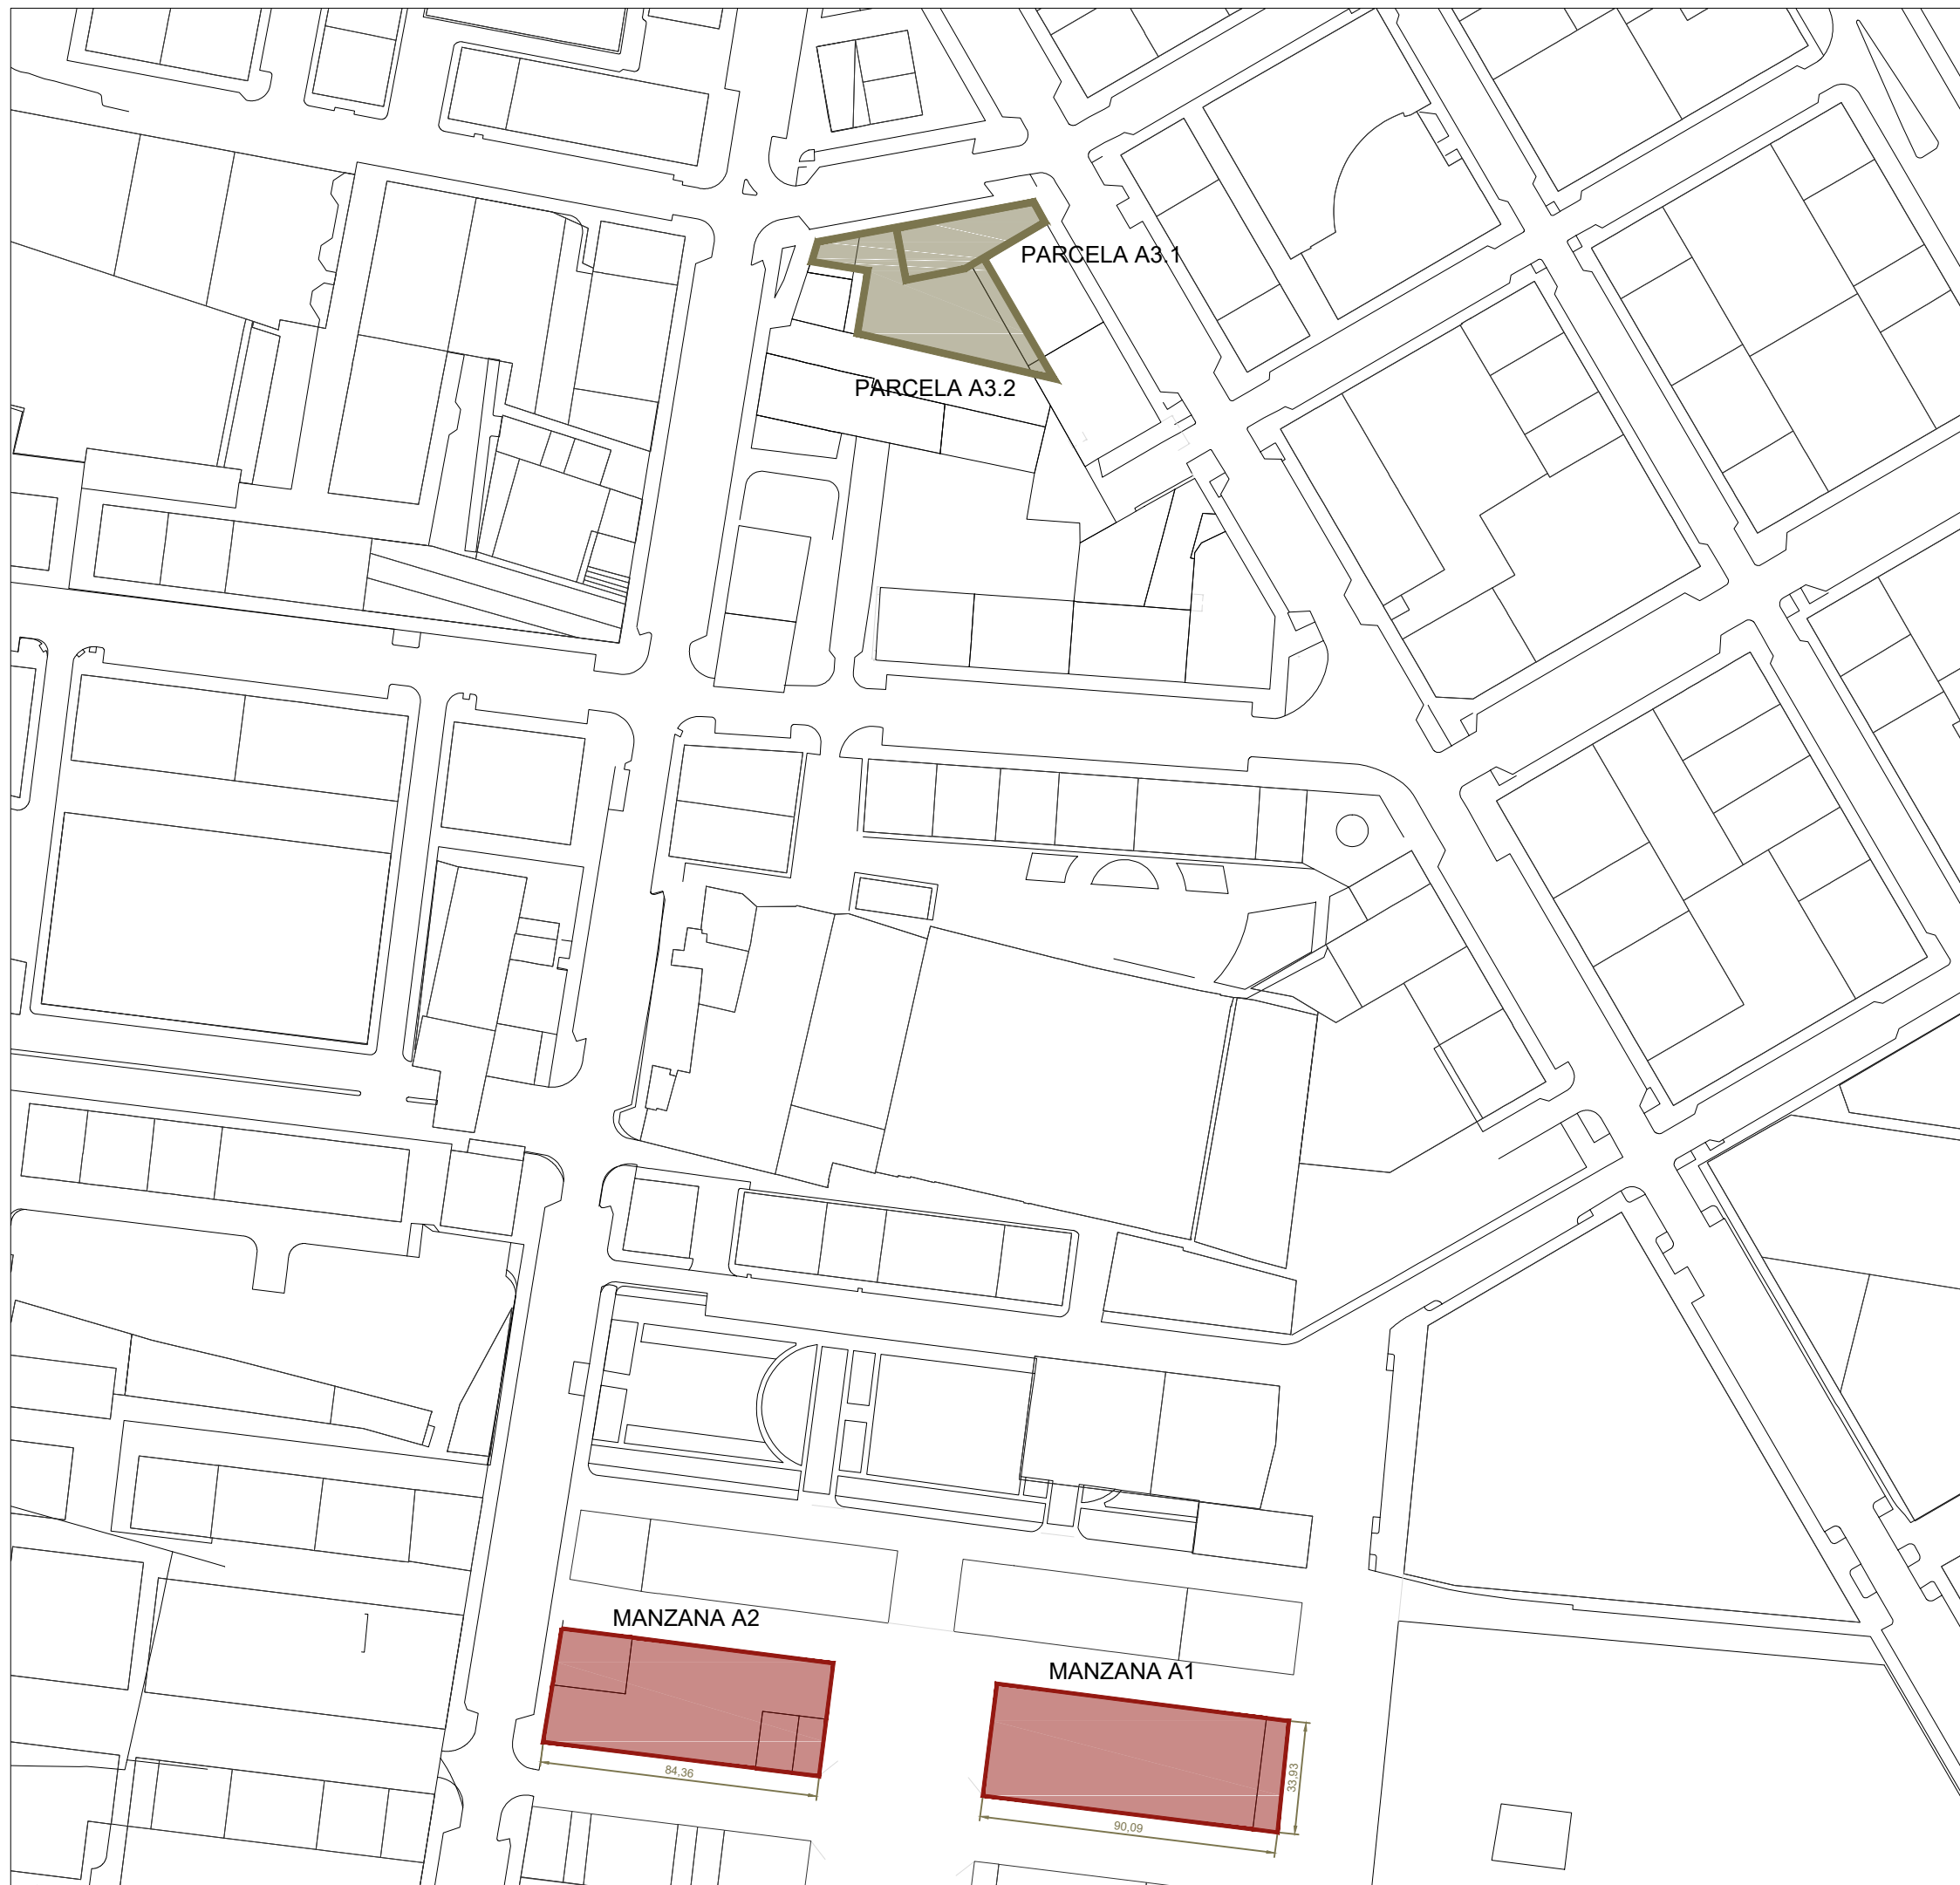 PARCELA A3.1
PARCELA A3.2
MANZANA A2
MANZANA A1
84,36
33,93
90,09